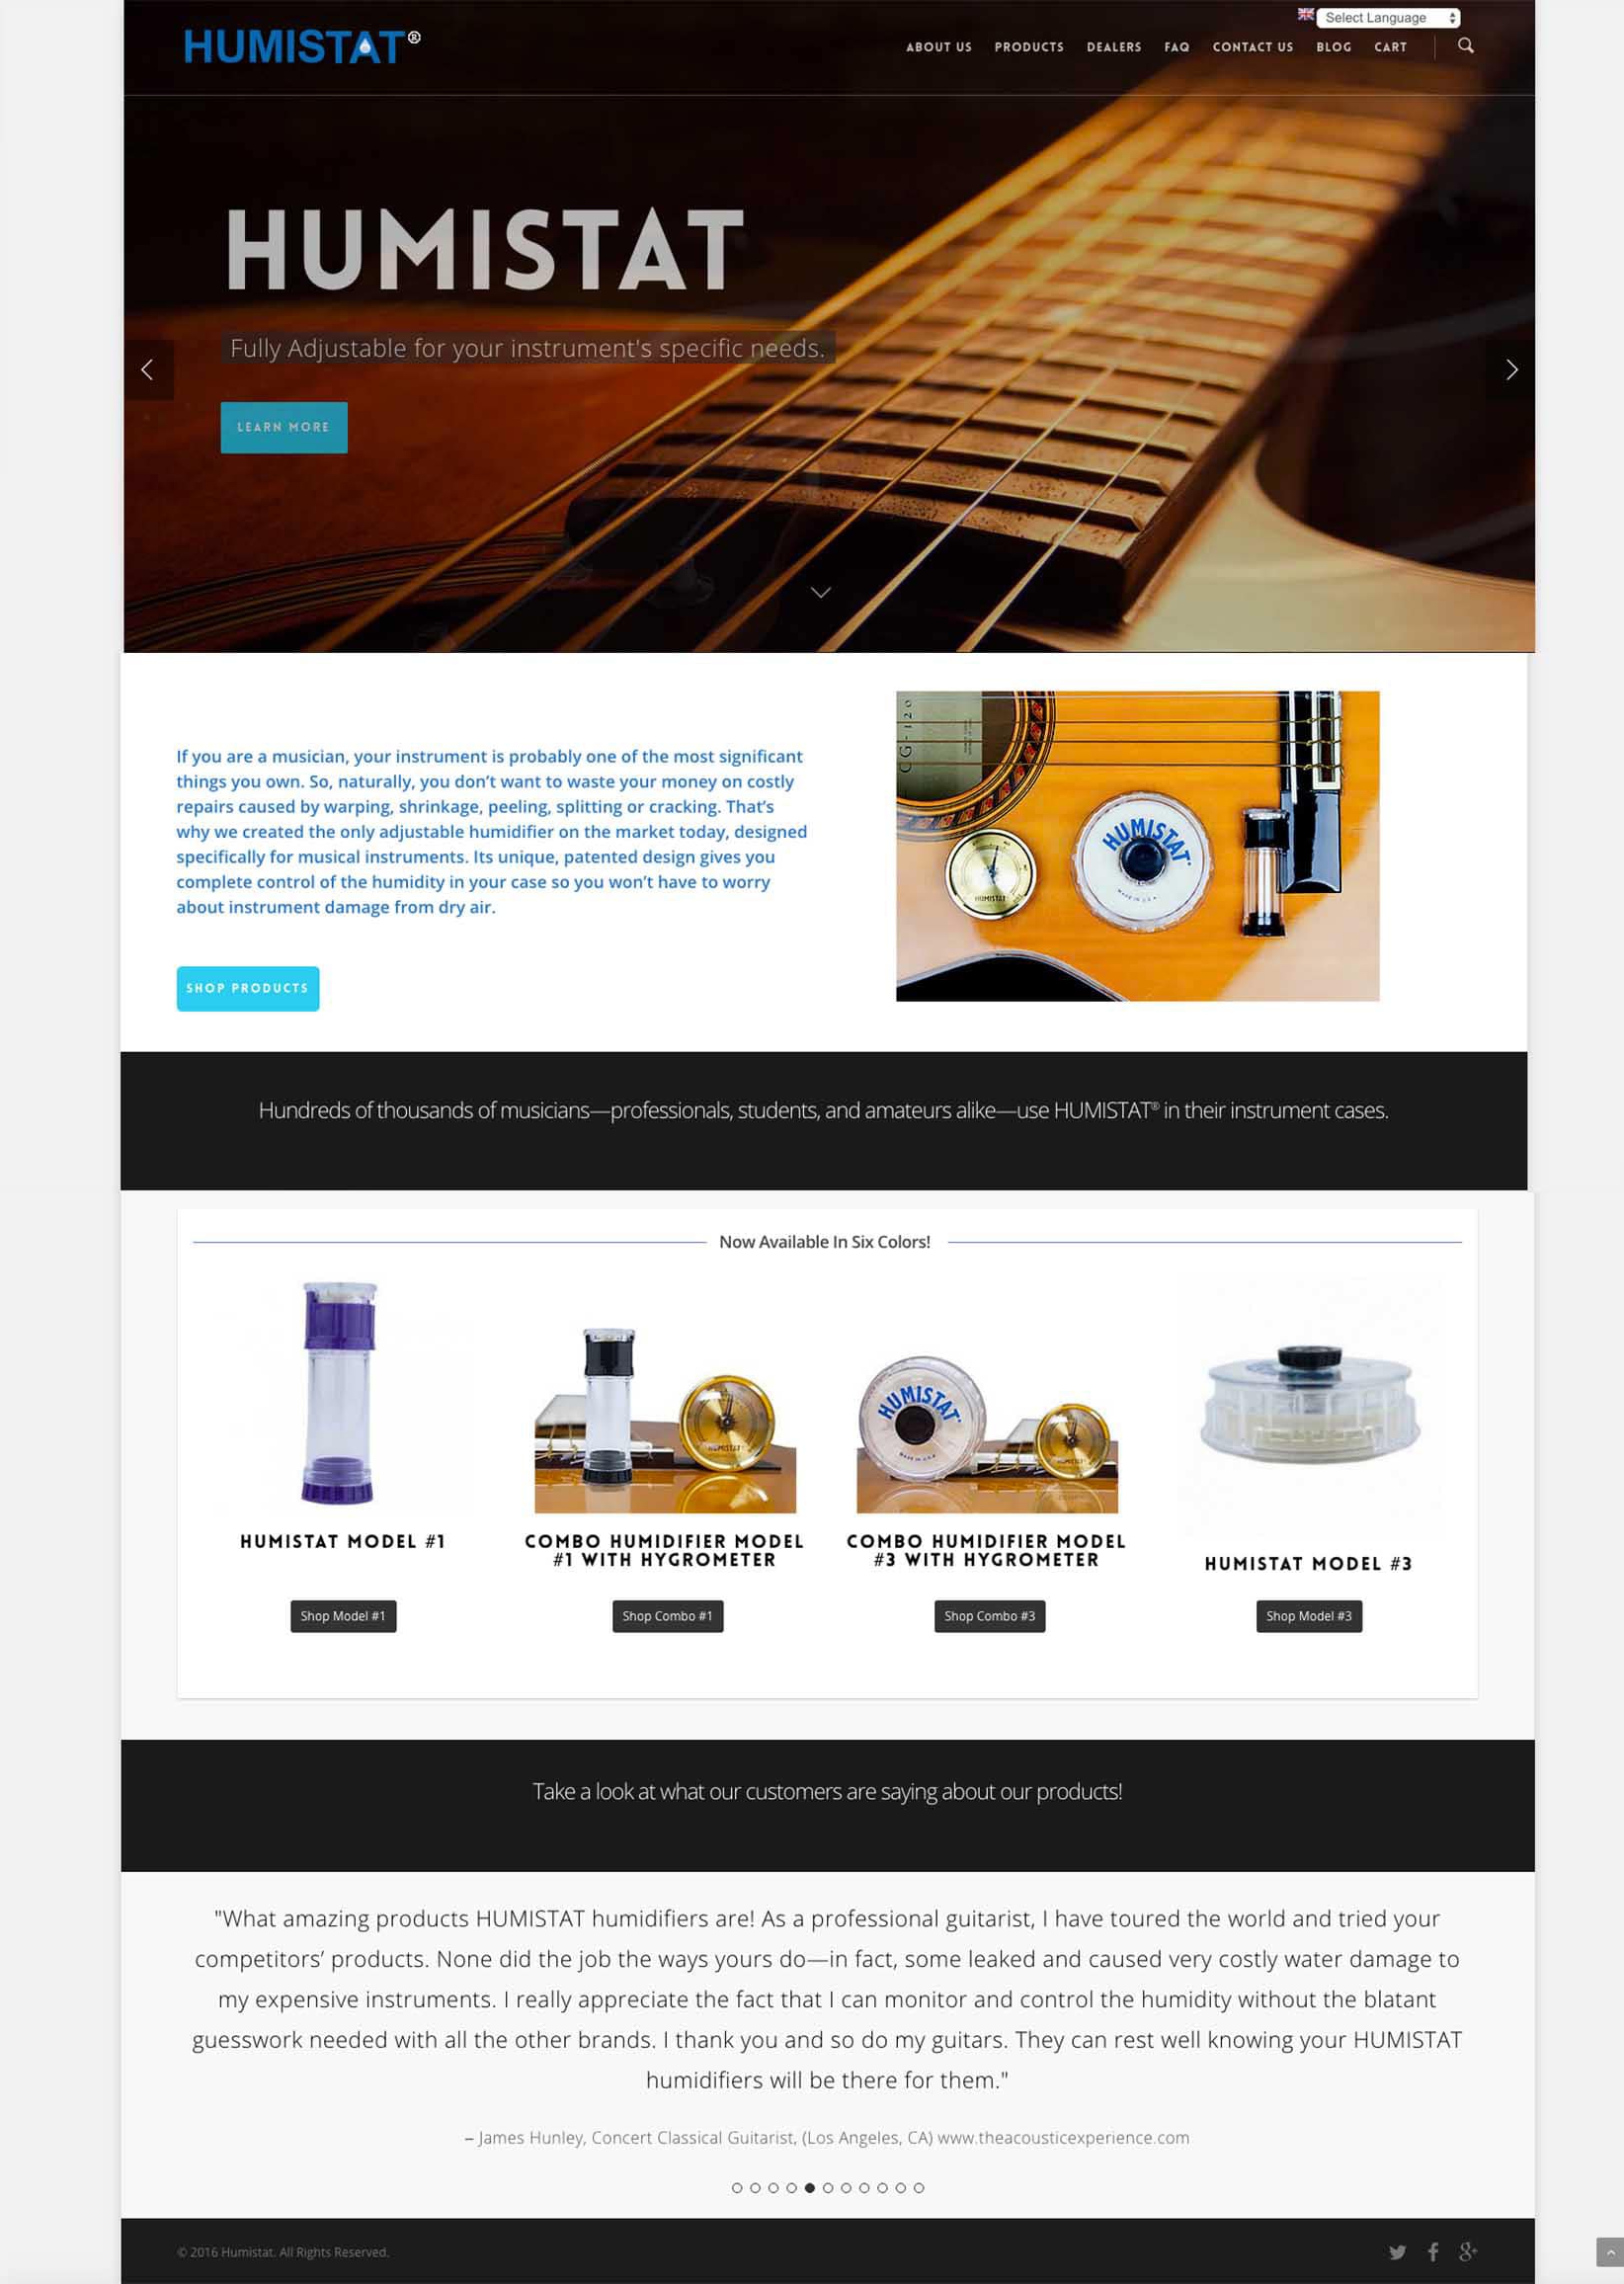 Select Language
HUMISTAT®
ABOUT US PRODUCTS DEALERS FAQ CONTACT US BLOG CART
HUMISTAT
Fully Adjustable for your instrument's specific needs.
LEARN MORE
If you are a musician, your instrument is probably one of the most significant
things you own. So, naturally, you don’t want to waste your money on costly
repairs caused by warping, shrinkage, peeling, splitting or cracking. That’s
why we created the only adjustable humidifier on the market today, designed
specifically for musical instruments. Its unique, patented design gives you
complete control of the humidity in your case so you won’t have to worry
about instrument damage from dry air.
CG-120
HUMISTAT
HUMISTAT
MADE IN U.S.A.
SHOP PRODUCTS
Hundreds of thousands of musicians—professionals, students, and amateurs alike—use HUMISTAT® in their instrument cases.
Now Available In Six Colors!
HUMISTAT
HUMISTAT
MADE IN U.S.A.
HUMISTAT MODEL #1
COMBO HUMIDIFIER MODEL
#1 WITH HYGROMETER
COMBO HUMIDIFIER MODEL
#3 WITH HYGROMETER
HUMISTAT MODEL #3
Shop Model #1
Shop Combo #1
Shop Combo #3
Shop Model #3
Take a look at what our customers are saying about our products!
"What amazing products HUMISTAT humidifiers are! As a professional guitarist, I have toured the world and tried your
competitors’ products. None did the job the ways yours do—in fact, some leaked and caused very costly water damage to
my expensive instruments. I really appreciate the fact that I can monitor and control the humidity without the blatant
guesswork needed with all the other brands. I thank you and so do my guitars. They can rest well knowing your HUMISTAT
humidifiers will be there for them."
– James Hunley, Concert Classical Guitarist, (Los Angeles, CA) www.theacousticexperience.com
© 2016 Humistat. All Rights Reserved.